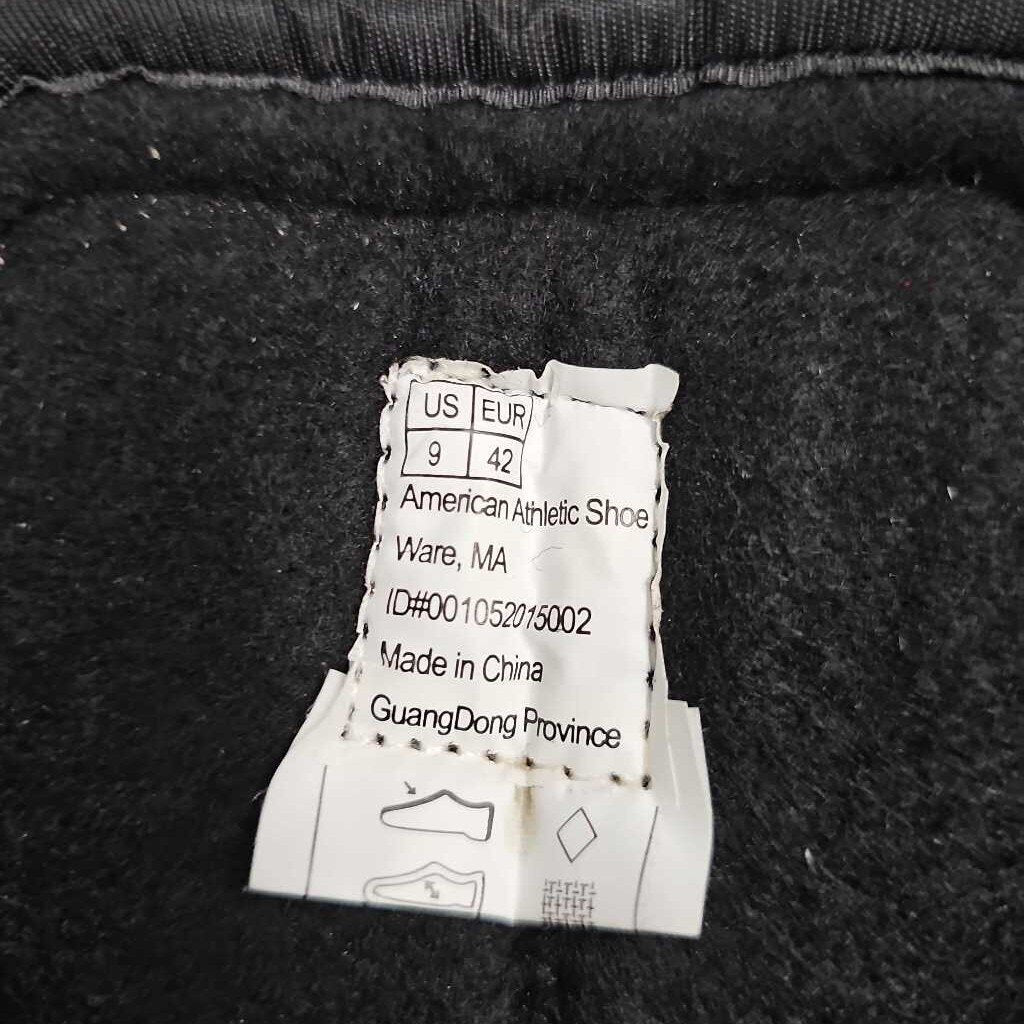 US EUR
9 42
American Athletic Shoe
Ware, MA
ID#001052015002
Made in China
GuangDong Province